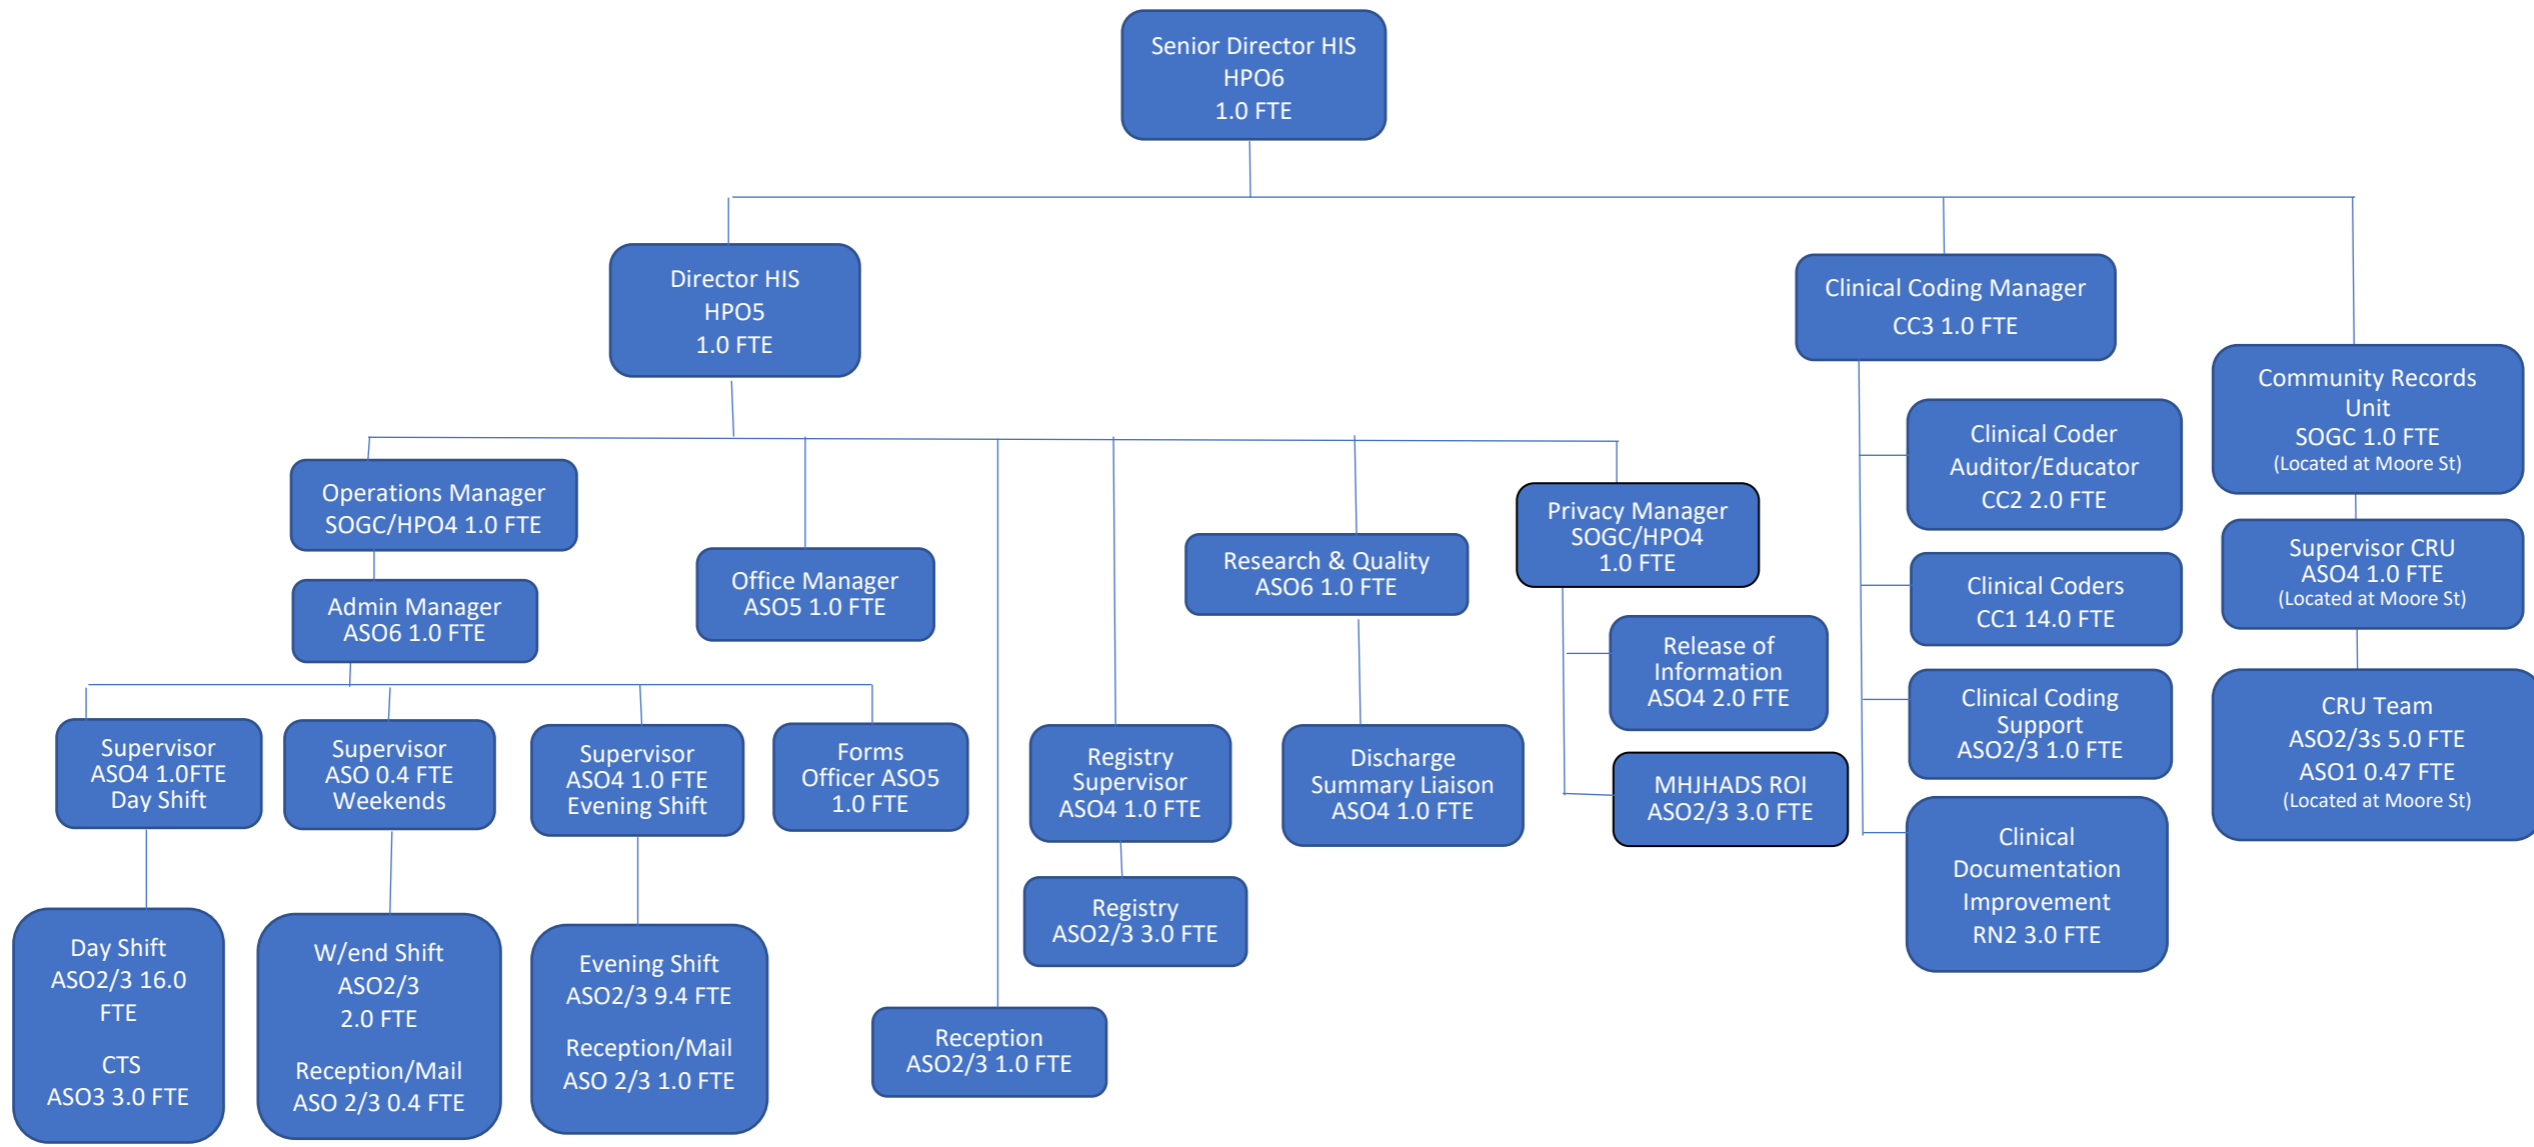 Senior Director HIS
HPO6
1.0 FTE
Director HIS
HPO5
1.0 FTE
Clinical Coding Manager
CC3 1.0 FTE
Community Records
Unit
SOGC 1.0 FTE
(Located at Moore St)
Operations Manager
SOGC/HPO4 1.0 FTE
Office Manager
ASO5 1.0 FTE
Research & Quality
ASO6 1.0 FTE
Privacy Manager
SOGC/HPO4
1.0 FTE
Clinical Coder
Auditor/Educator
CC2 2.0 FTE
Supervisor CRU
ASO4 1.0 FTE
(Located at Moore St)
Admin Manager
ASO6 1.0 FTE
Release of
Information
ASO4 2.0 FTE
Clinical Coders
CC1 14.0 FTE
Clinical Coding
Support
ASO2/3 1.0 FTE
CRU Team
ASO2/3s 5.0 FTE
ASO1 0.47 FTE
(Located at Moore St)
Supervisor
ASO4 1.0FTE
Day Shift
Supervisor
ASO 0.4 FTE
Weekends
Supervisor
ASO4 1.0 FTE
Evening Shift
Forms
Officer ASO5
1.0 FTE
Registry
Supervisor
ASO4 1.0 FTE
Discharge
Summary Liaison
ASO4 1.0 FTE
MHJHADS ROI
ASO2/3 3.0 FTE
Clinical
Documentation
Improvement
RN2 3.0 FTE
Day Shift
ASO2/3 16.0
FTE
CTS
ASO3 3.0 FTE
W/end Shift
ASO2/3
2.0 FTE
Reception/Mail
ASO 2/3 0.4 FTE
Evening Shift
ASO2/3 9.4 FTE
Reception/Mail
ASO 2/3 1.0 FTE
Registry
ASO2/3 3.0 FTE
Reception
ASO2/3 1.0 FTE